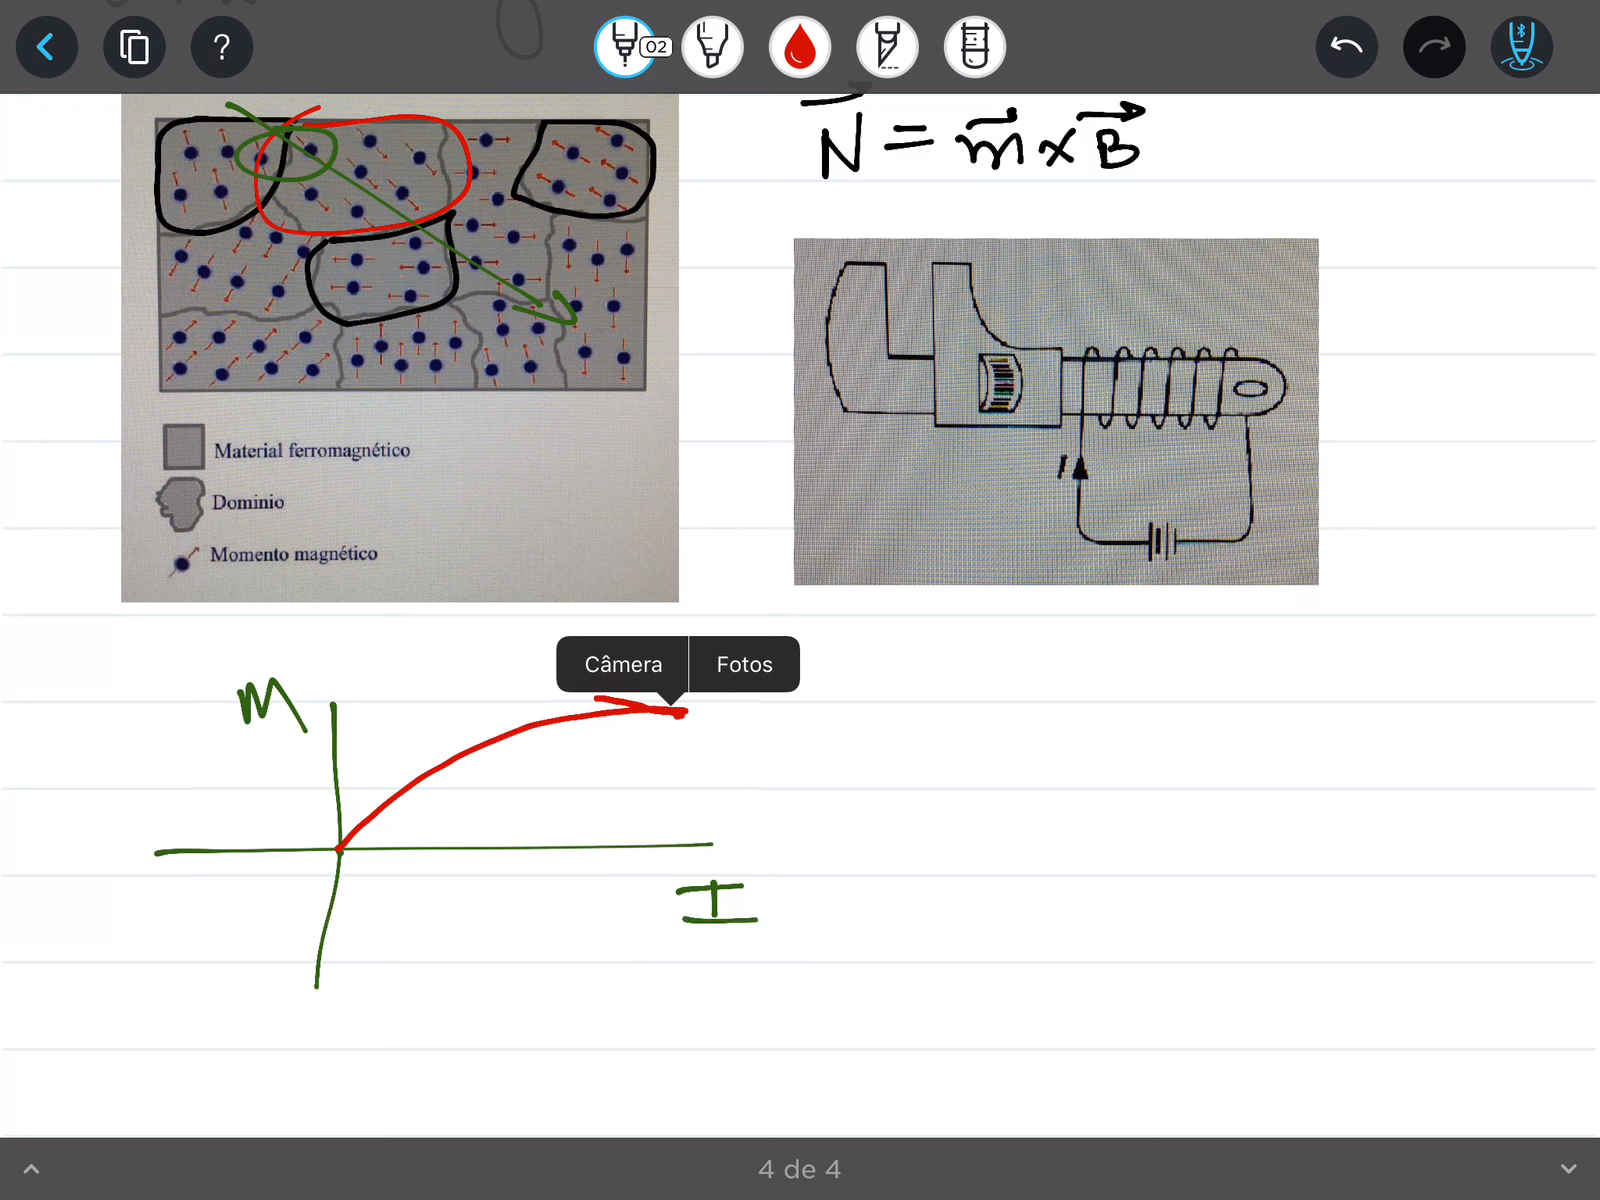 ?
02
N = m x B
Material ferromagnético
Dominio
Momento magnético
I
Câmera
Fotos
M
I
4 de 4